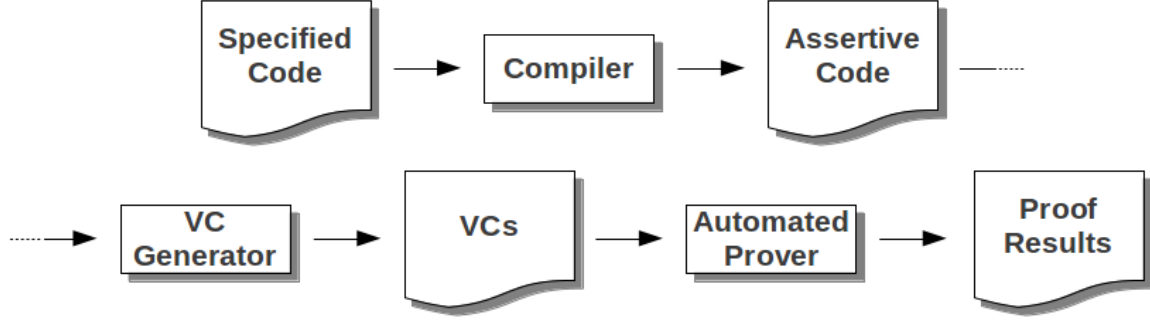 Specified
Code
Compiler
Assertive
Code
VC
Generator
VCs
Automated
Prover
Proof
Results